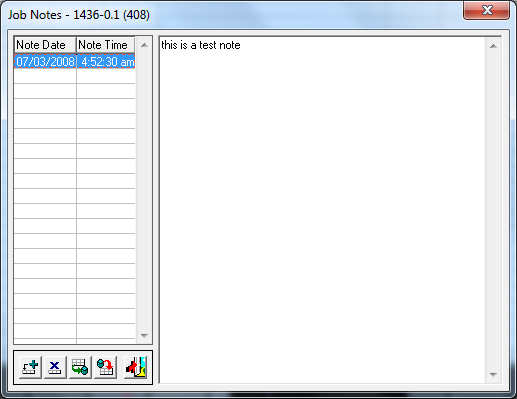 Job Notes - 1436-0.1 (408)
Note Date Note Time
07/03/2008 4:52:30 am
this is a test note